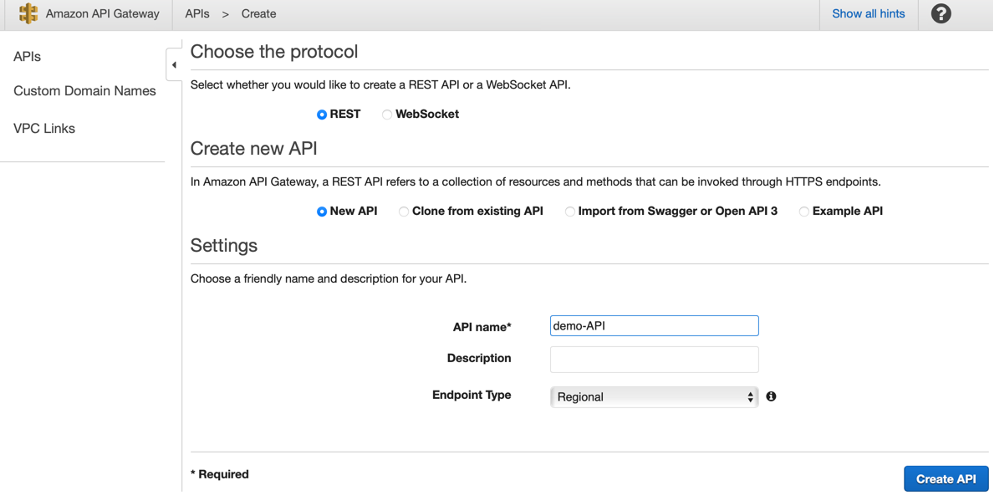 Amazon API Gateway APIs > Create Show all hints ?
APIs
Custom Domain Names
VPC Links
Choose the protocol
Select whether you would like to create a REST API or a WebSocket API.
REST WebSocket
Create new API
In Amazon API Gateway, a REST API refers to a collection of resources and methods that can be invoked through HTTPS endpoints.
New API Clone from existing API Import from Swagger or Open API 3 Example API
Settings
Choose a friendly name and description for your API.
API name* demo-API
Description
Endpoint Type Regional
* Required Create API